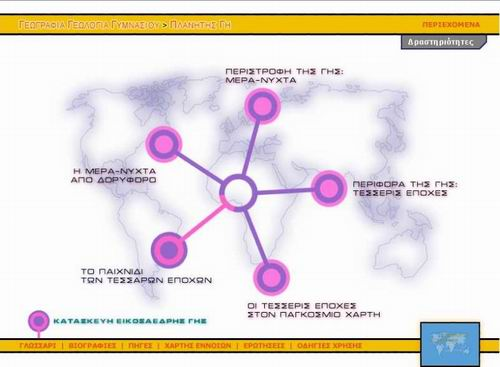 ΓΕΩΓΡΑΦΙΑ ΓΕΩΛΟΓΙΑ ΓΥΜΝΑΣΙΟΥ > ΠΛΑΝΗΤΗΣ ΓΗ
ΠΕΡΙΕΧΟΜΕΝΑ
Δραστηριότητες
ΠΕΡΙΣΤΡΟΦΗ ΤΗΣ ΓΗΣ:
ΜΕΡΑ-ΝΥΧΤΑ
Η ΜΕΡΑ-ΝΥΧΤΑ
ΑΠΟ ΔΟΡΥΦΟΡΟ
ΠΕΡΙΦΟΡΑ ΤΗΣ ΓΗΣ:
ΤΕΣΣΕΡΙΣ ΕΠΟΧΕΣ
ΤΟ ΠΑΙΧΝΙΔΙ
ΤΩΝ ΤΕΣΣΑΡΩΝ ΕΠΟΧΩΝ
ΟΙ ΤΕΣΣΕΡΙΣ ΕΠΟΧΕΣ
ΣΤΟΝ ΠΑΓΚΟΣΜΙΟ ΧΑΡΤΗ
ΚΑΤΑΣΚΕΥΗ ΕΙΚΟΣΑΕΔΡΗΣ ΓΗΣ
ΓΛΩΣΣΑΡΙ | ΒΙΟΓΡΑΦΙΕΣ | ΠΗΓΕΣ | ΧΑΡΤΗΣ ΕΝΝΟΙΩΝ | ΕΡΩΤΗΣΕΙΣ | ΟΔΗΓΙΕΣ ΧΡΗΣΗΣ